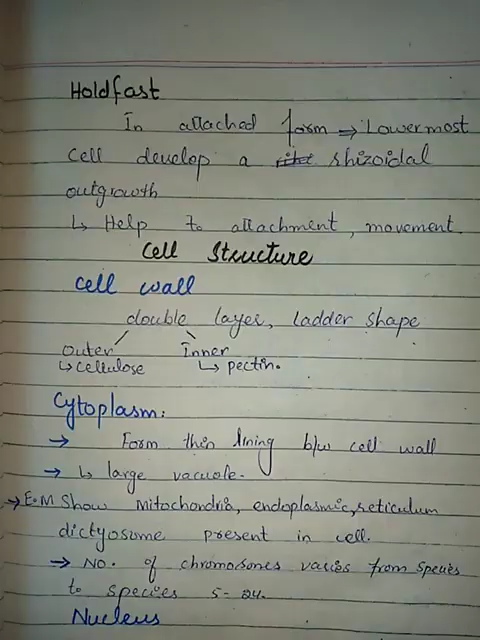 Holdfast
In attached form → Lowermost
cell develop a rhizoidal
outgrowth
↳ Help to attachment, movement.
Cell Structure
Cell wall
double layer, ladder shape
Outer Inner
↳ cellulose ↳ pectin.
Cytoplasm:
→ Form thin lining b/w cell wall
→ ↳ large vacuole.
→ E.M Show mitochondria, endoplasmic, reticulum
dictyosome present in cell.
→ No. of chromosones varies from species
to species 5-24.
Nucleus